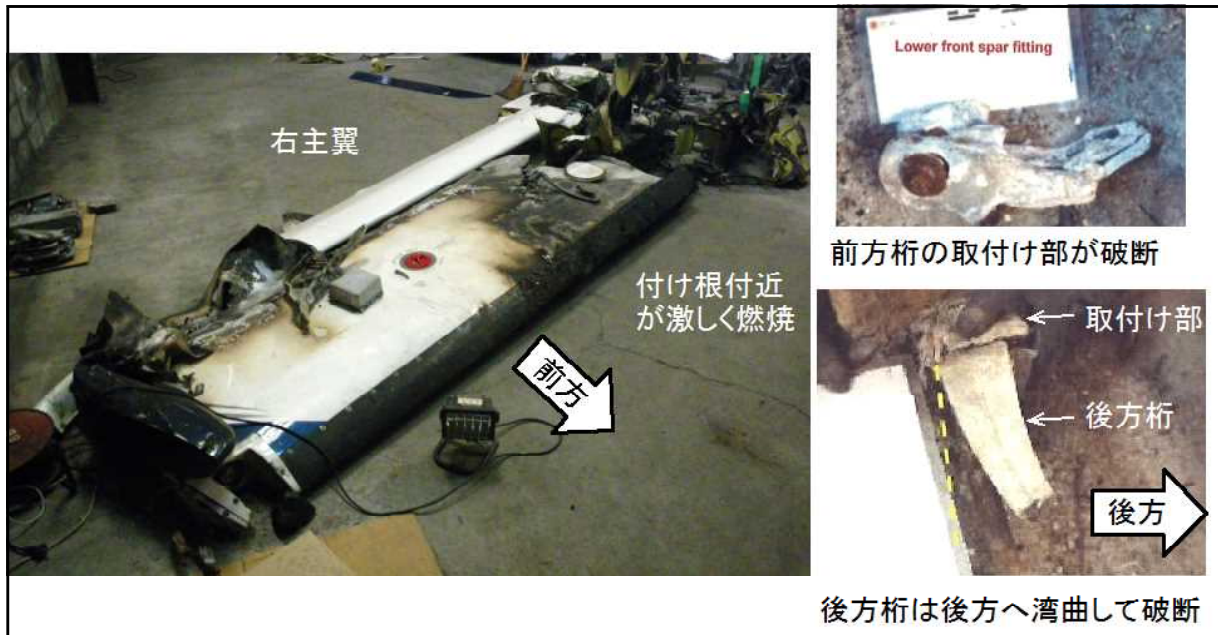 右主翼
付け根付近
が激しく燃焼
前方
Lower front spar fitting
前方桁の取付け部が破断
取付け部
後方桁
後方
後方桁は後方へ湾曲して破断